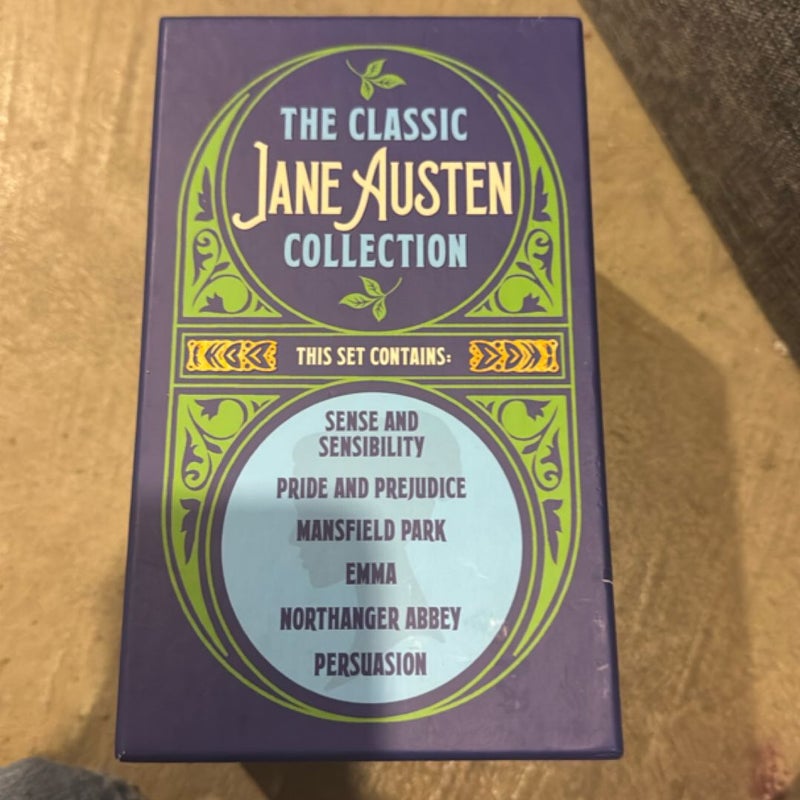 THE CLASSIC
JANE AUSTEN
COLLECTION
THIS SET CONTAINS:
SENSE AND
SENSIBILITY
PRIDE AND PREJUDICE
MANSFIELD PARK
EMMA
NORTHANGER ABBEY
PERSUASION